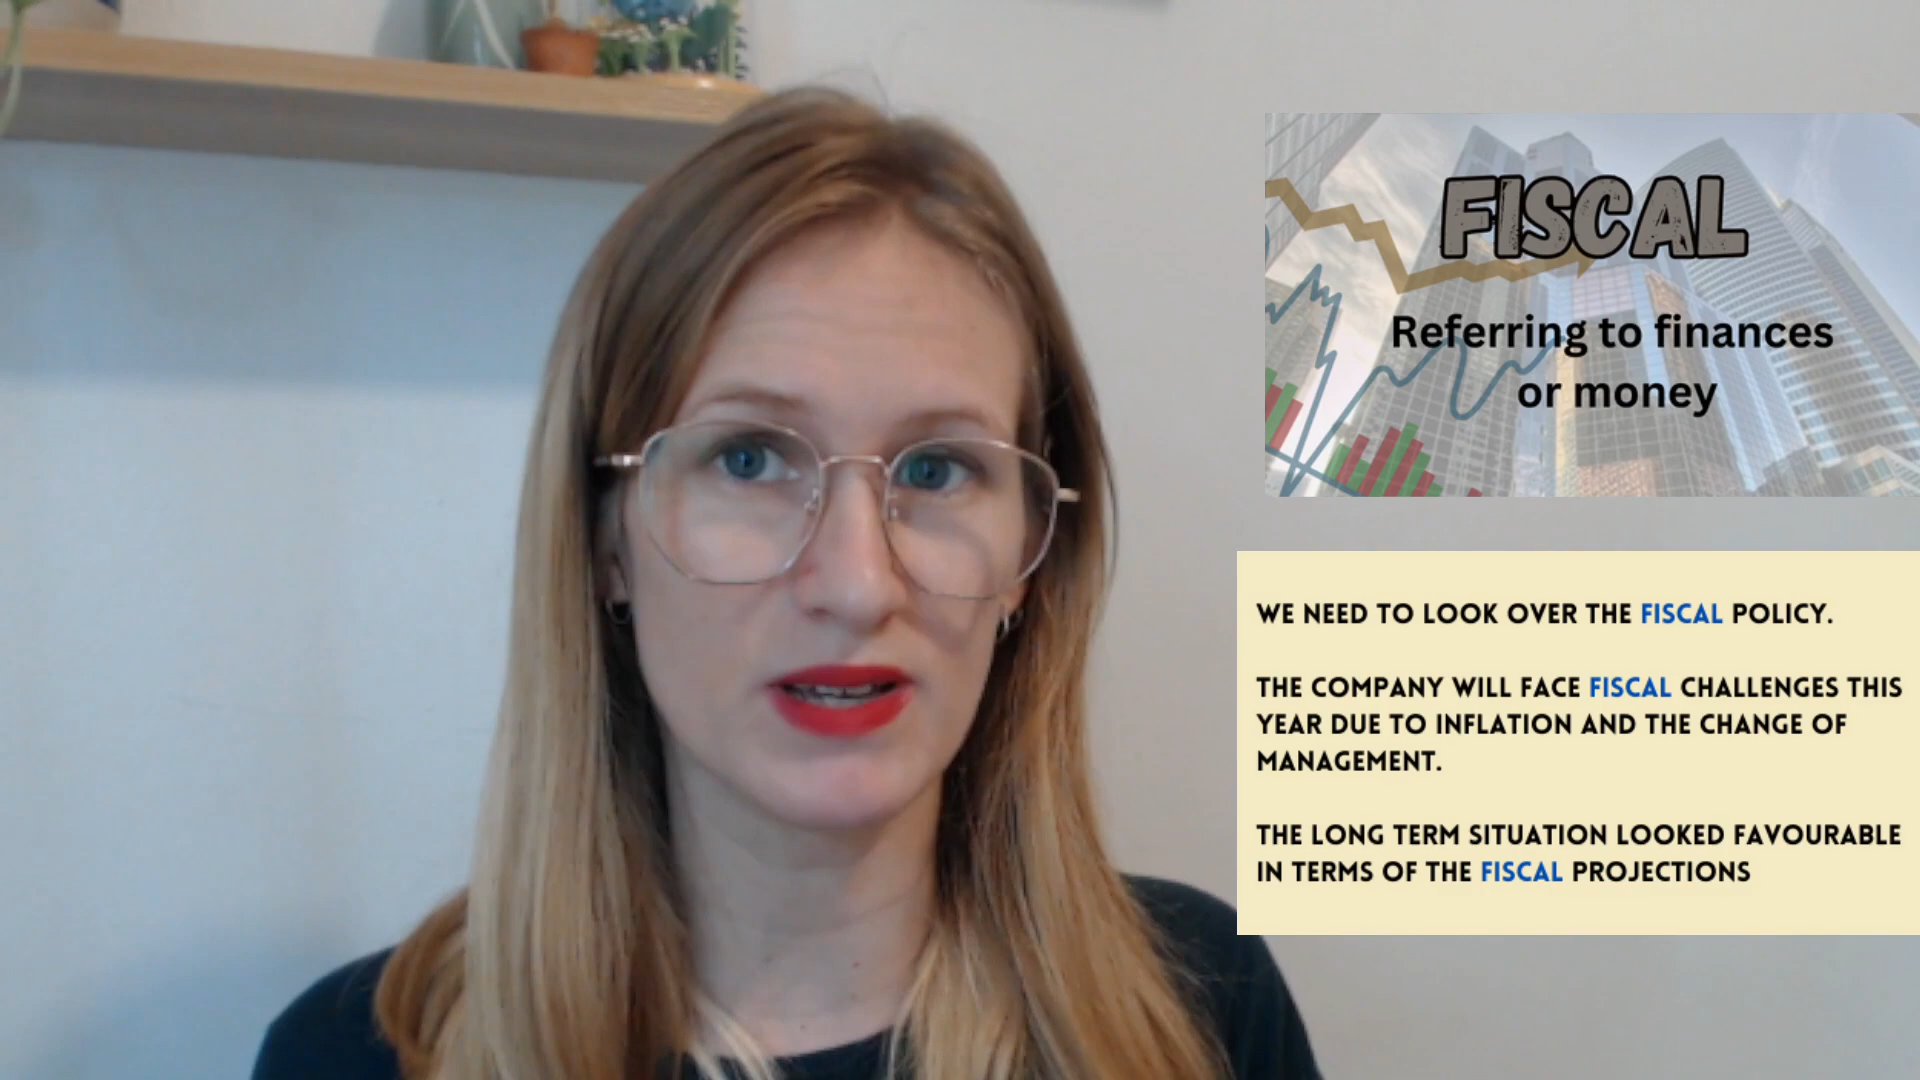 FISCAL
Referring to finances
or money
WE NEED TO LOOK OVER THE FISCAL POLICY.
THE COMPANY WILL FACE FISCAL CHALLENGES THIS
YEAR DUE TO INFLATION AND THE CHANGE OF
MANAGEMENT.
THE LONG TERM SITUATION LOOKED FAVOURABLE
IN TERMS OF THE FISCAL PROJECTIONS